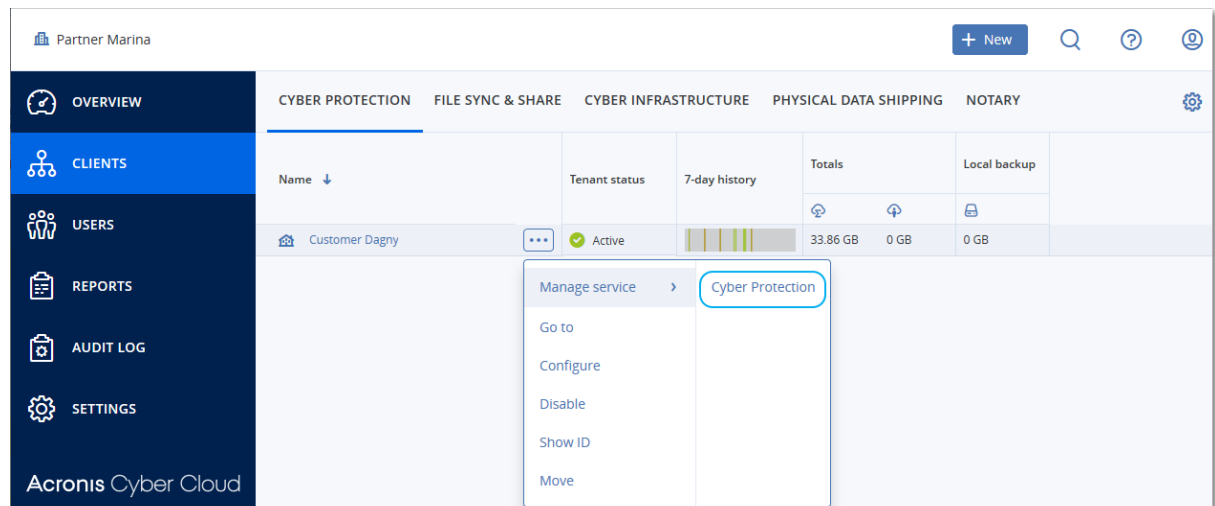 Partner Marina
+ New
OVERVIEW
CLIENTS
USERS
REPORTS
AUDIT LOG
SETTINGS
Acronis Cyber Cloud
CYBER PROTECTION FILE SYNC & SHARE CYBER INFRASTRUCTURE PHYSICAL DATA SHIPPING NOTARY
Name ↓ Tenant status 7-day history Totals Local backup
Customer Dagny ••• Active 33.86 GB 0 GB 0 GB
Manage service > Cyber Protection
Go to
Configure
Disable
Show ID
Move